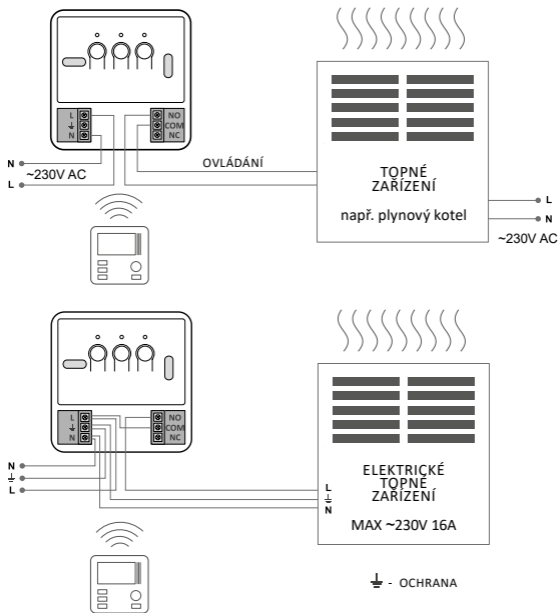 L
N
NO
COM
NC
N
L
~230V AC
OVLÁDÁNÍ
TOPNÉ
ZAŘÍZENÍ
např. plynový kotel
L
N
~230V AC
L
N
NO
COM
NC
N
L
L
N
ELEKTRICKÉ
TOPNÉ
ZAŘÍZENÍ
MAX ~230V 16A
⏚ - OCHRANA